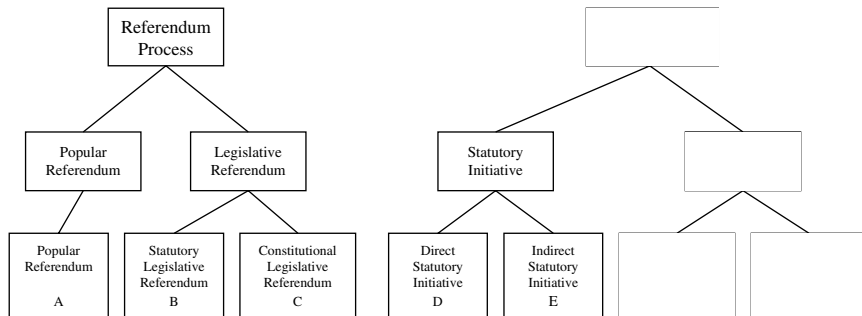 Referendum
Process
Popular
Referendum
Legislative
Referendum
Statutory
Initiative
Popular
Referendum
A
Statutory
Legislative
Referendum
B
Constitutional
Legislative
Referendum
C
Direct
Statutory
Initiative
D
Indirect
Statutory
Initiative
E